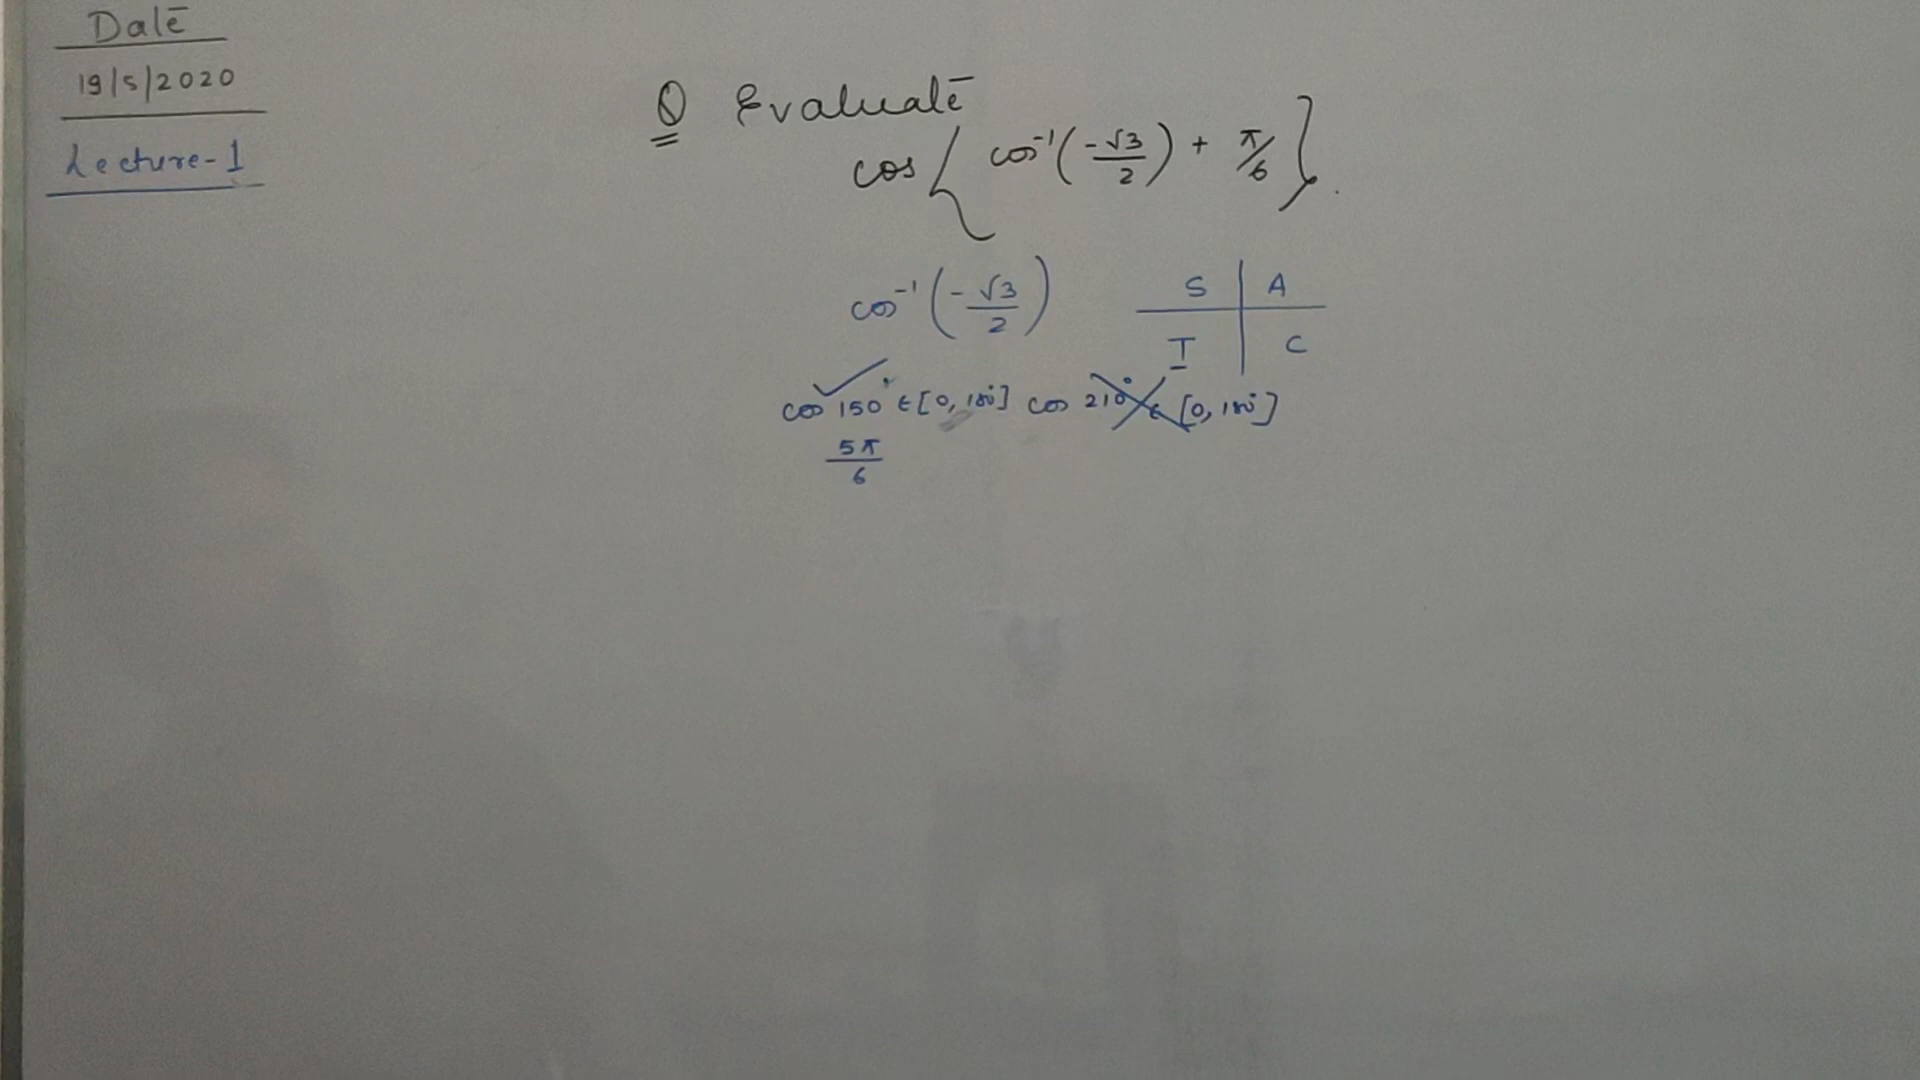 Date
19/5/2020
Lecture-1
Q Evaluate
cos{ cos⁻¹(-√3/2) + π/6 }.
cos⁻¹(-√3/2)
S A
T C
cos 150° ∈ [0, 180°] cos 210° ∈ [0, 180°]
5π/6